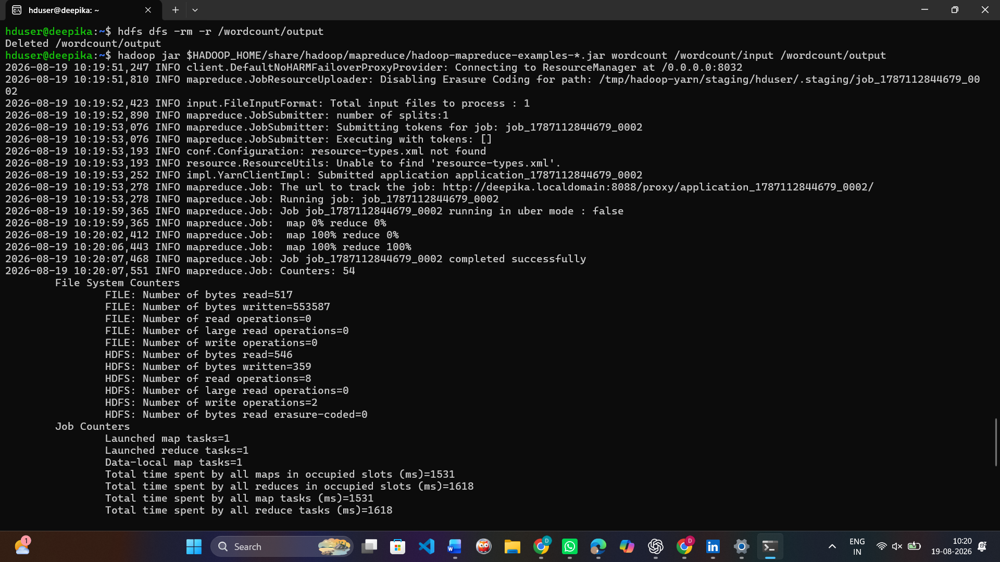 hduser@deepika: ~
hduser@deepika:~$ hdfs dfs -rm -r /wordcount/output
Deleted /wordcount/output
hduser@deepika:~$ hadoop jar $HADOOP_HOME/share/hadoop/mapreduce/hadoop-mapreduce-examples-*.jar wordcount /wordcount/input /wordcount/output
2026-08-19 10:19:51,247 INFO client.DefaultNoHARMFailoverProxyProvider: Connecting to ResourceManager at /0.0.0.0:8032
2026-08-19 10:19:51,810 INFO mapreduce.JobResourceUploader: Disabling Erasure Coding for path: /tmp/hadoop-yarn/staging/hduser/.staging/job_1787112844679_00
02
2026-08-19 10:19:52,423 INFO input.FileInputFormat: Total input files to process : 1
2026-08-19 10:19:52,890 INFO mapreduce.JobSubmitter: number of splits:1
2026-08-19 10:19:53,076 INFO mapreduce.JobSubmitter: Submitting tokens for job: job_1787112844679_0002
2026-08-19 10:19:53,076 INFO mapreduce.JobSubmitter: Executing with tokens: []
2026-08-19 10:19:53,193 INFO conf.Configuration: resource-types.xml not found
2026-08-19 10:19:53,193 INFO resource.ResourceUtils: Unable to find 'resource-types.xml'.
2026-08-19 10:19:53,252 INFO impl.YarnClientImpl: Submitted application application_1787112844679_0002
2026-08-19 10:19:53,278 INFO mapreduce.Job: The url to track the job: http://deepika.localdomain:8088/proxy/application_1787112844679_0002/
2026-08-19 10:19:53,278 INFO mapreduce.Job: Running job: job_1787112844679_0002
2026-08-19 10:19:59,365 INFO mapreduce.Job: Job job_1787112844679_0002 running in uber mode : false
2026-08-19 10:19:59,365 INFO mapreduce.Job:  map 0% reduce 0%
2026-08-19 10:20:02,412 INFO mapreduce.Job:  map 100% reduce 0%
2026-08-19 10:20:06,443 INFO mapreduce.Job:  map 100% reduce 100%
2026-08-19 10:20:07,468 INFO mapreduce.Job: Job job_1787112844679_0002 completed successfully
2026-08-19 10:20:07,551 INFO mapreduce.Job: Counters: 54
File System Counters
FILE: Number of bytes read=517
FILE: Number of bytes written=553587
FILE: Number of read operations=0
FILE: Number of large read operations=0
FILE: Number of write operations=0
HDFS: Number of bytes read=546
HDFS: Number of bytes written=359
HDFS: Number of read operations=8
HDFS: Number of large read operations=0
HDFS: Number of write operations=2
HDFS: Number of bytes read erasure-coded=0
Job Counters
Launched map tasks=1
Launched reduce tasks=1
Data-local map tasks=1
Total time spent by all maps in occupied slots (ms)=1531
Total time spent by all reduces in occupied slots (ms)=1618
Total time spent by all map tasks (ms)=1531
Total time spent by all reduce tasks (ms)=1618
1
Search
D
D
ENG
IN
10:20
19-08-2026